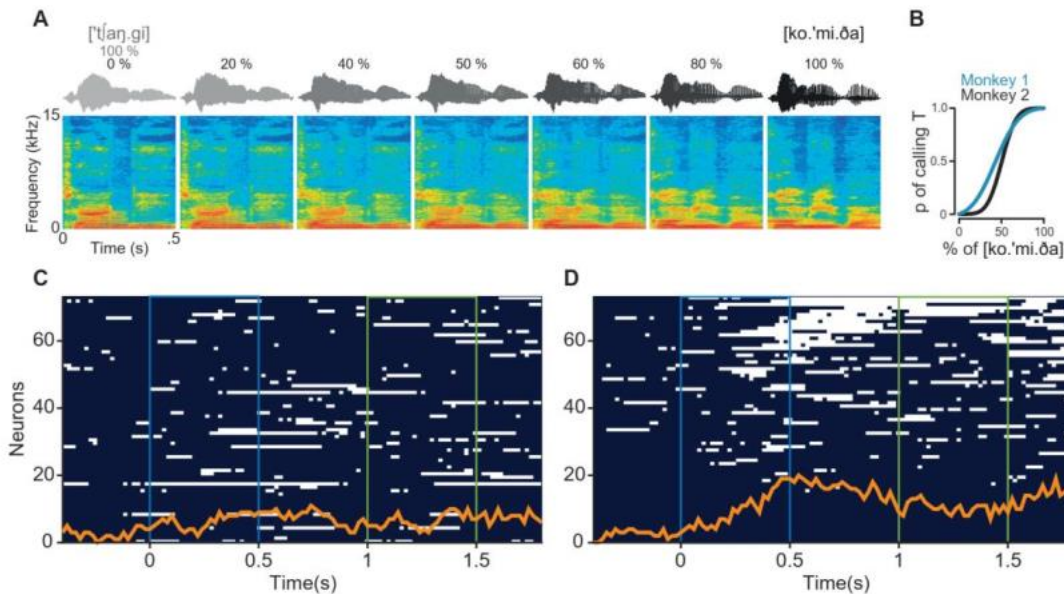 A
['tʃaŋ.gi]
100 %
0 %
20 %
40 %
50 %
60 %
80 %
[ko.'mi.ða]
100 %
15
Frequency (kHz)
0
0
Time (s)
.5
B
Monkey 1
Monkey 2
1.0
0.5
0
p of calling T
0
50
100
% of [ko.'mi.ða]
C
60
40
20
0
Neurons
0
0.5
1
1.5
Time(s)
D
60
40
20
0
0
0.5
1
1.5
Time(s)